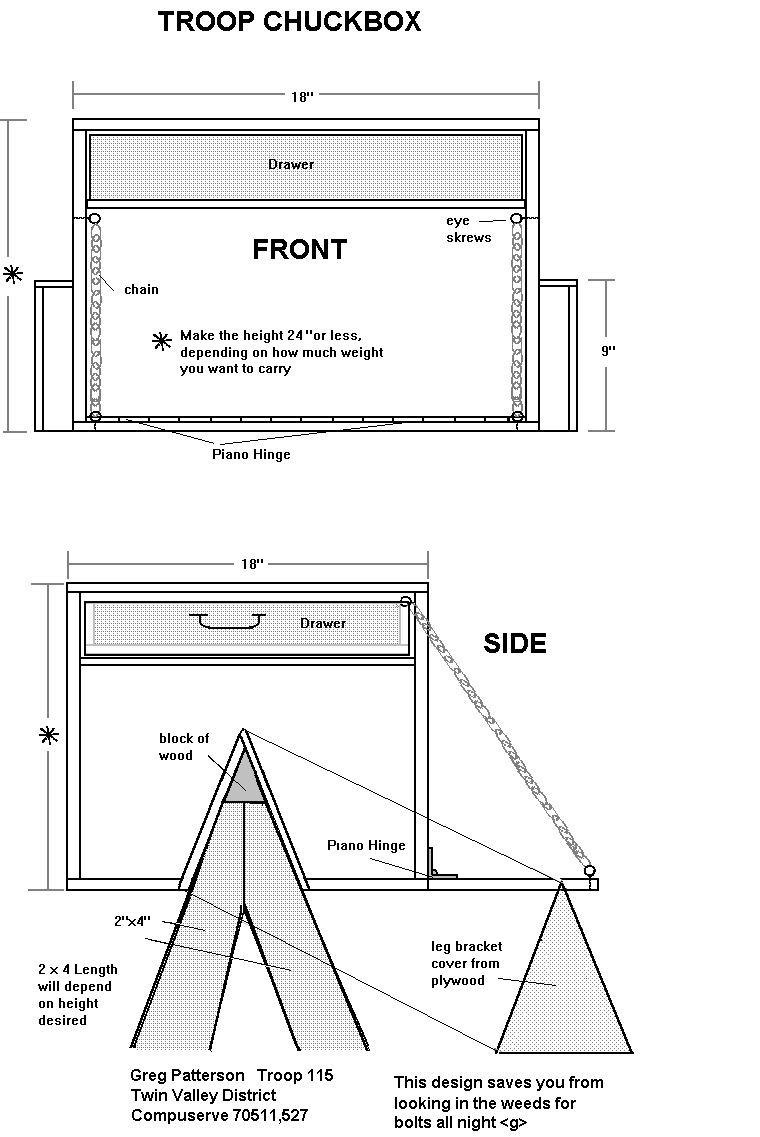 TROOP CHUCKBOX
18"
Drawer
eye
skrews
FRONT
chain
Make the height 24"or less,
depending on how much weight
you want to carry
9"
Piano Hinge
18"
Drawer
SIDE
block of
wood
Piano Hinge
2"x4"
leg bracket
cover from
plywood
2 x 4 Length
will depend
on height
desired
Greg Patterson Troop 115
Twin Valley District
Compuserve 70511,527
This design saves you from
looking in the weeds for
bolts all night <g>